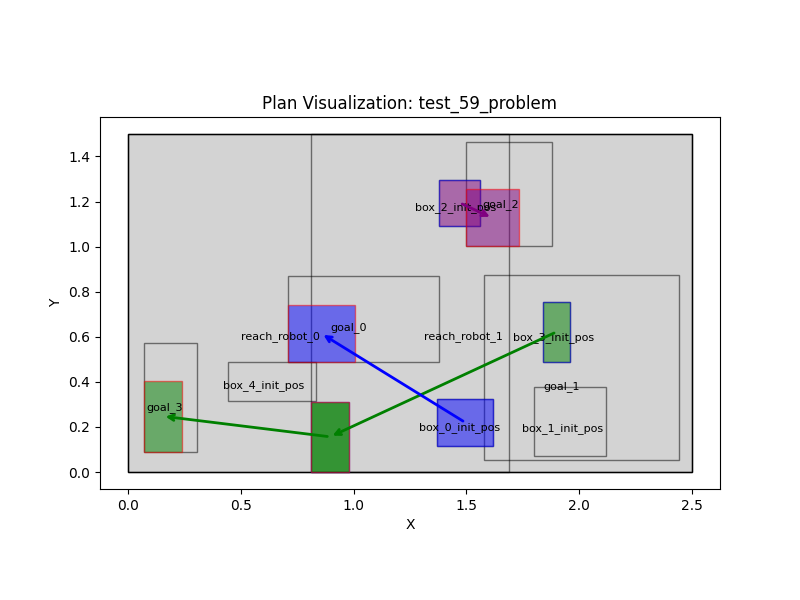 Plan Visualization: test_59_problem
1.4
1.2
1.0
0.8
0.6
0.4
0.2
0.0
Y
box_2_init_pos
goal_2
goal_0
reach_robot_0
reach_robot_1
box_3_init_pos
box_4_init_pos
goal_1
goal_3
box_0_init_pos
box_1_init_pos
0.0 0.5 1.0 1.5 2.0 2.5
X